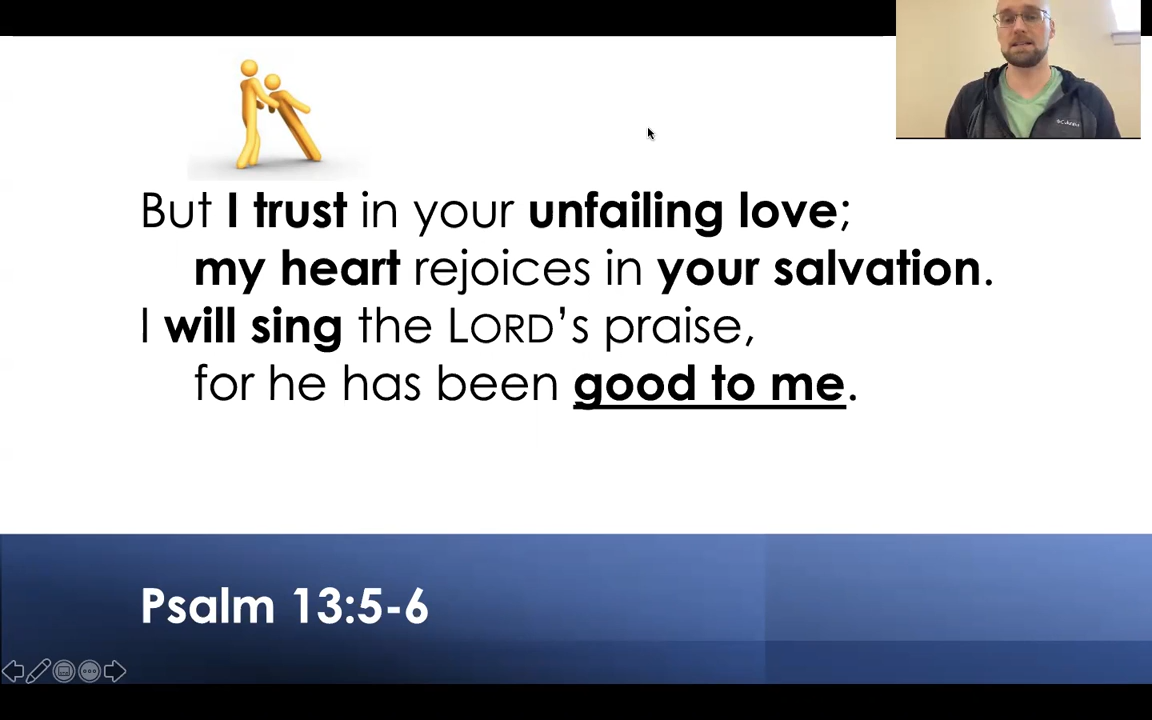 Columbia
But I trust in your unfailing love;
my heart rejoices in your salvation.
I will sing the LORD’s praise,
for he has been good to me.
Psalm 13:5-6